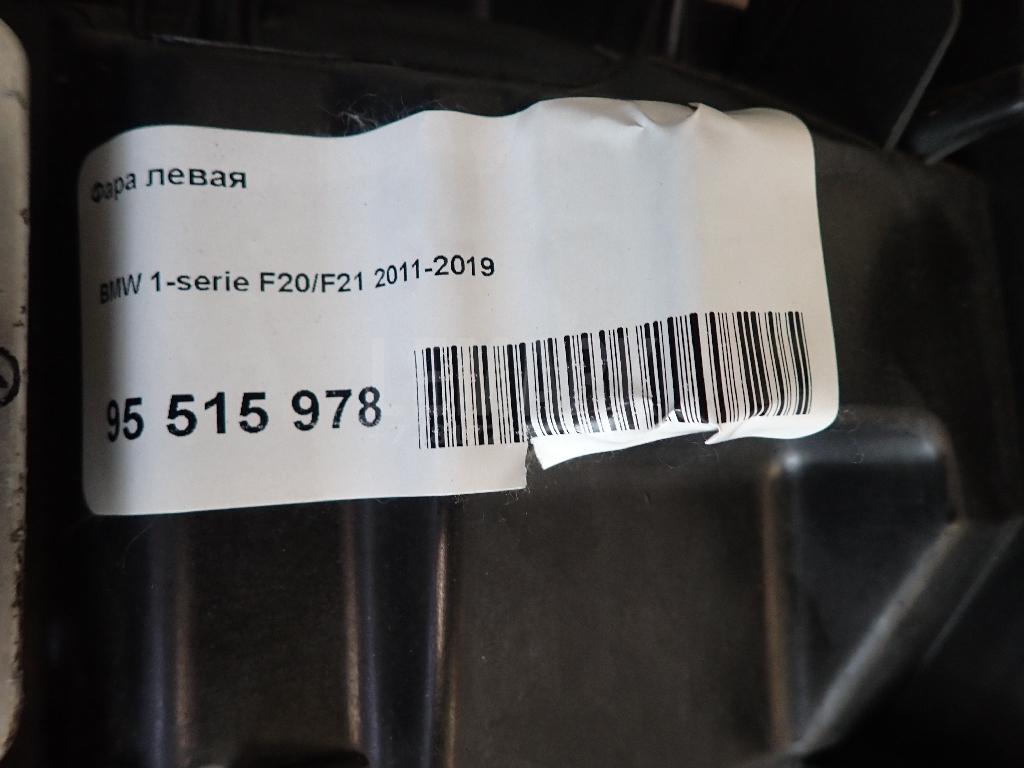 Фара левая
BMW 1-serie F20/F21 2011-2019
95 515 978